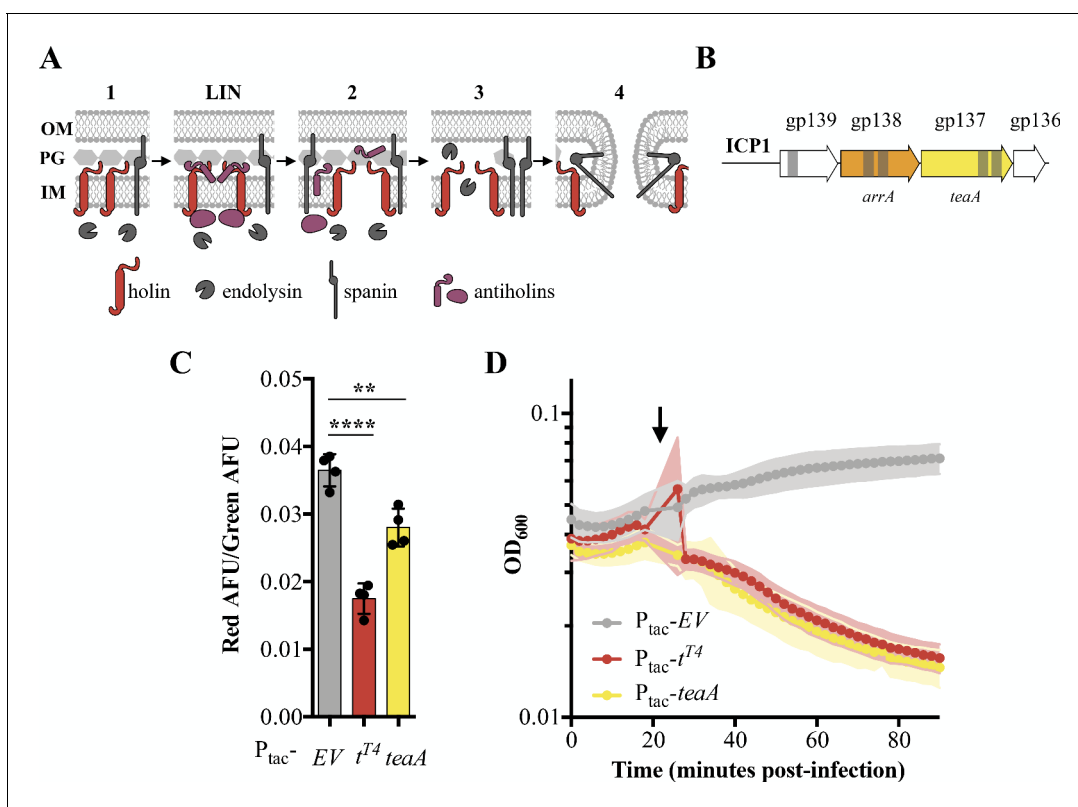 A
1 LIN 2 3 4
OM
PG
IM
holin endolysin spanin antiholins
B
gp139 gp138 gp137 gp136
ICP1
arrA teaA
C
Red AFU/Green AFU
0.05
0.04
0.03
0.02
0.01
0.00
**
****
Ptac- EV tT4 teaA
D
OD600
0.1
0.01
Ptac-EV
Ptac-tT4
Ptac-teaA
0 20 40 60 80
Time (minutes post-infection)